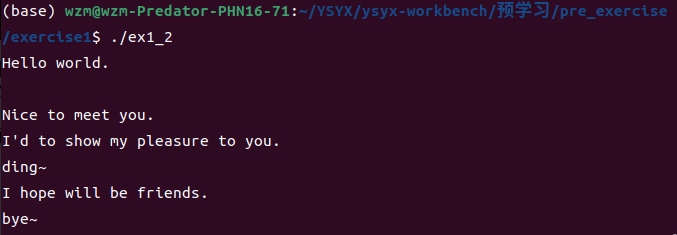 (base) wzm@wzm-Predator-PHN16-71:~/YSYX/ysyx-workbench/预学习/pre_exercise
/exercise1$ ./ex1_2
Hello world.
Nice to meet you.
I'd to show my pleasure to you.
ding~
I hope will be friends.
bye~